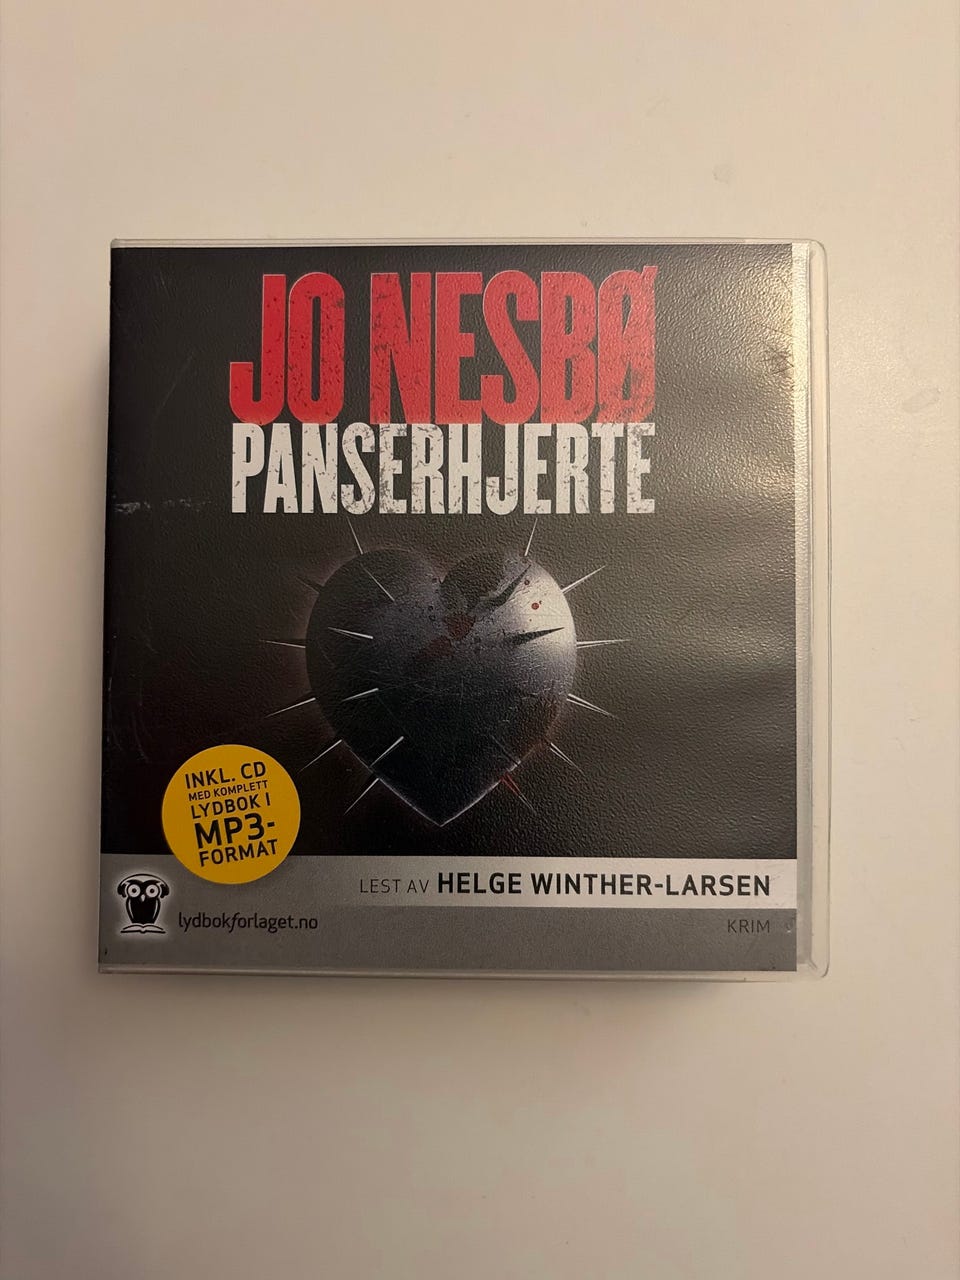 JO NESBØ
PANSERHJERTE
INKL. CD
MED KOMPLETT
LYDBOK I
MP3-
FORMAT
LEST AV HELGE WINTHER-LARSEN
lydbokforlaget.no
KRIM